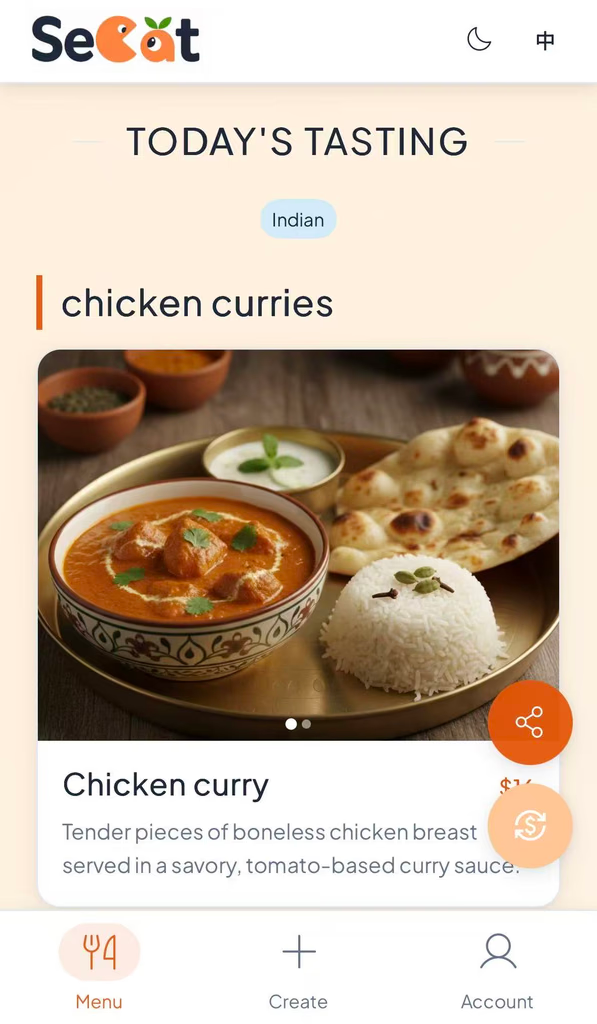 SeCat
中
TODAY'S TASTING
Indian
chicken curries
Chicken curry
Tender pieces of boneless chicken breast
served in a savory, tomato-based curry sauce.
Menu
Create
Account